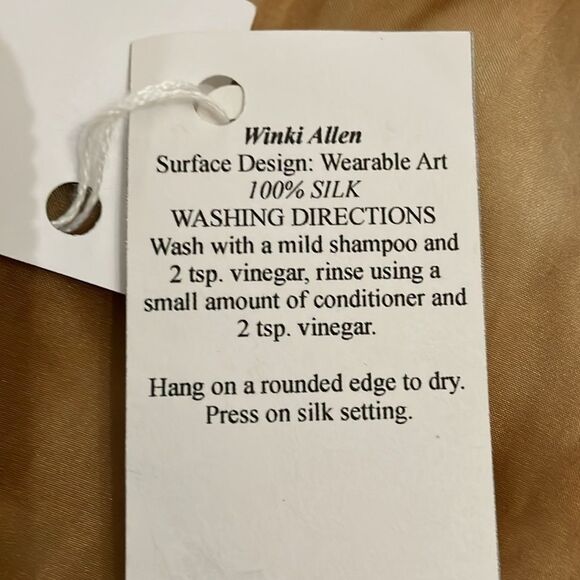 Winki Allen
Surface Design: Wearable Art
100% SILK
WASHING DIRECTIONS
Wash with a mild shampoo and
2 tsp. vinegar, rinse using a
small amount of conditioner and
2 tsp. vinegar.
Hang on a rounded edge to dry.
Press on silk setting.